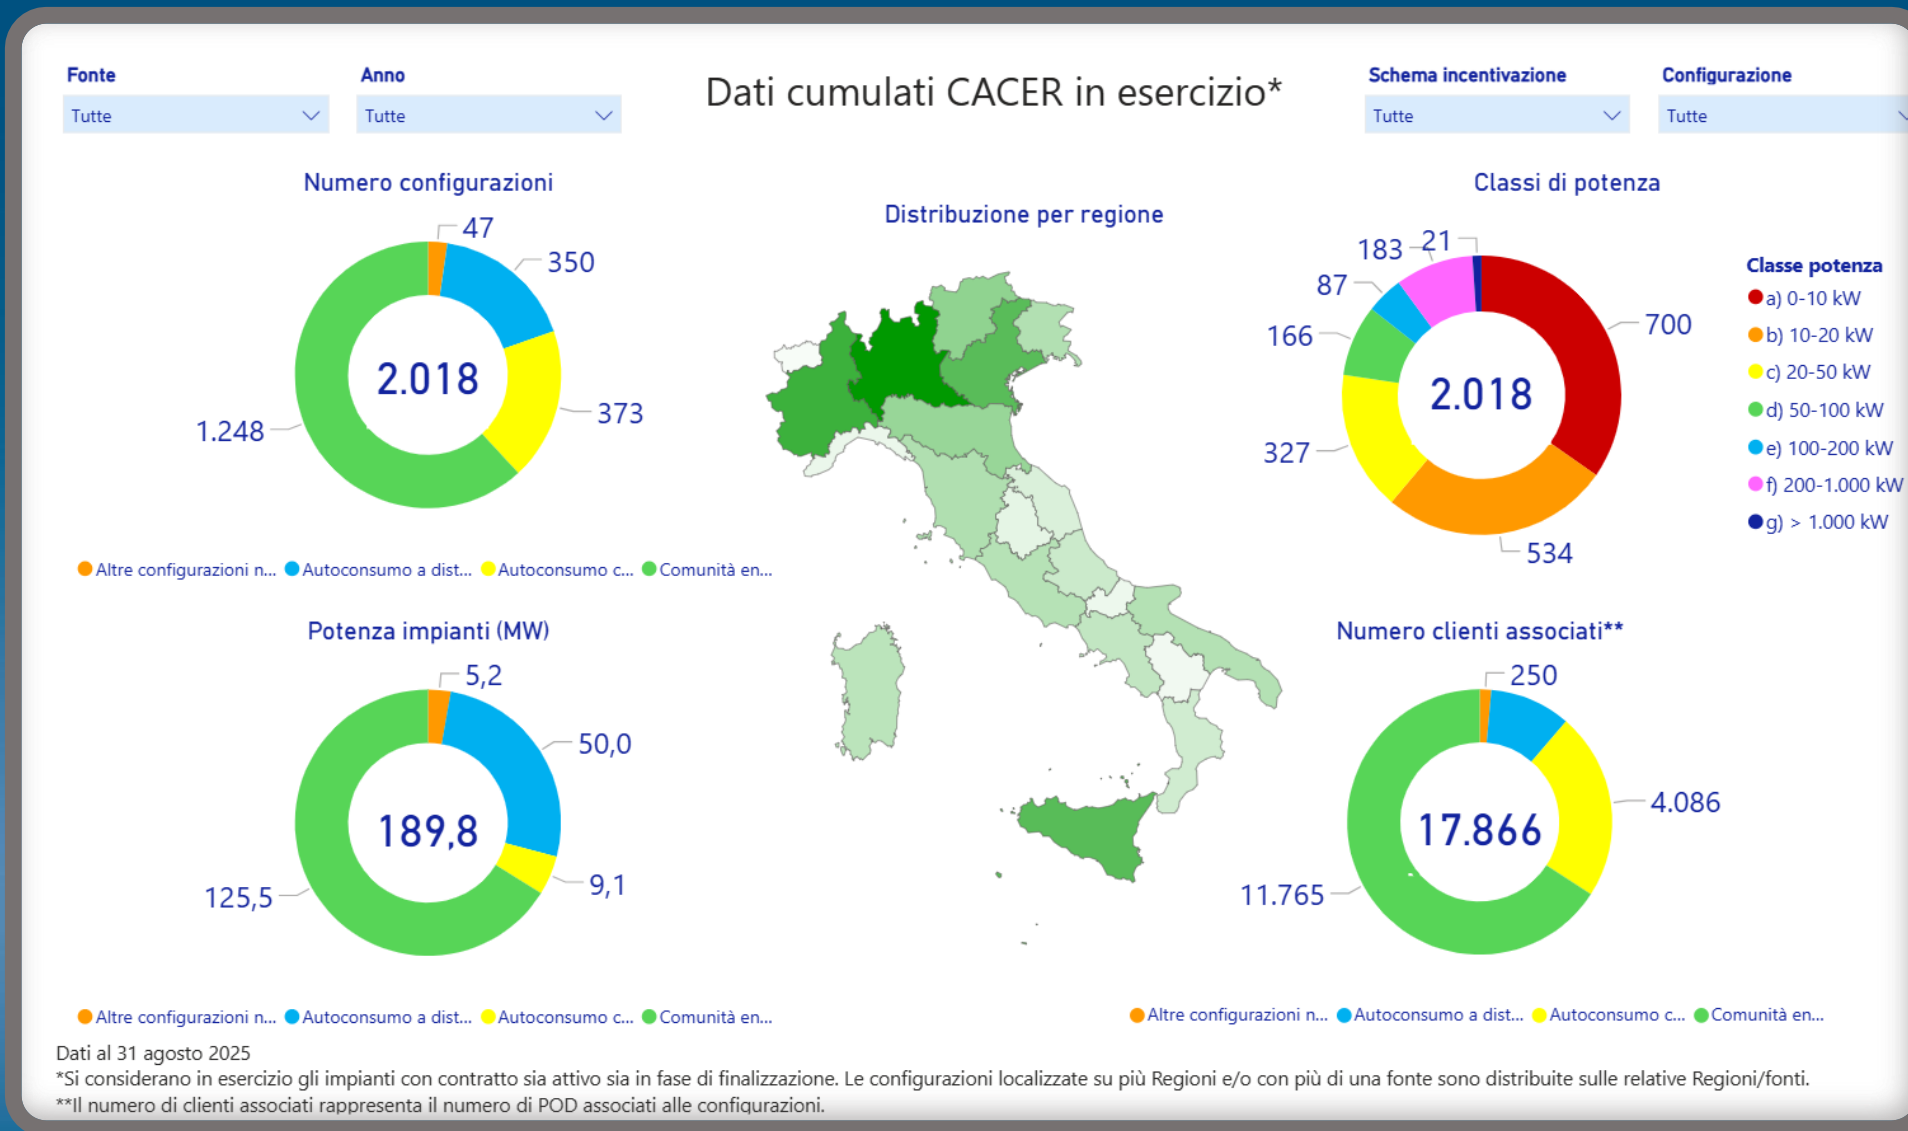 Fonte
Tutte
Anno
Tutte
Dati cumulati CACER in esercizio*
Schema incentivazione
Tutte
Configurazione
Tutte
Numero configurazioni
47
350
373
1.248
2.018
Altre configurazioni n... Autoconsumo a dist... Autoconsumo c... Comunità en...
Distribuzione per regione
Classi di potenza
21
183
87
166
327
700
534
2.018
Classe potenza
a) 0-10 kW
b) 10-20 kW
c) 20-50 kW
d) 50-100 kW
e) 100-200 kW
f) 200-1.000 kW
g) > 1.000 kW
Potenza impianti (MW)
5,2
50,0
9,1
125,5
189,8
Altre configurazioni n... Autoconsumo a dist... Autoconsumo c... Comunità en...
Numero clienti associati**
250
4.086
11.765
17.866
Altre configurazioni n... Autoconsumo a dist... Autoconsumo c... Comunità en...
Dati al 31 agosto 2025
*Si considerano in esercizio gli impianti con contratto sia attivo sia in fase di finalizzazione. Le configurazioni localizzate su più Regioni e/o con più di una fonte sono distribuite sulle relative Regioni/fonti.
**Il numero di clienti associati rappresenta il numero di POD associati alle configurazioni.